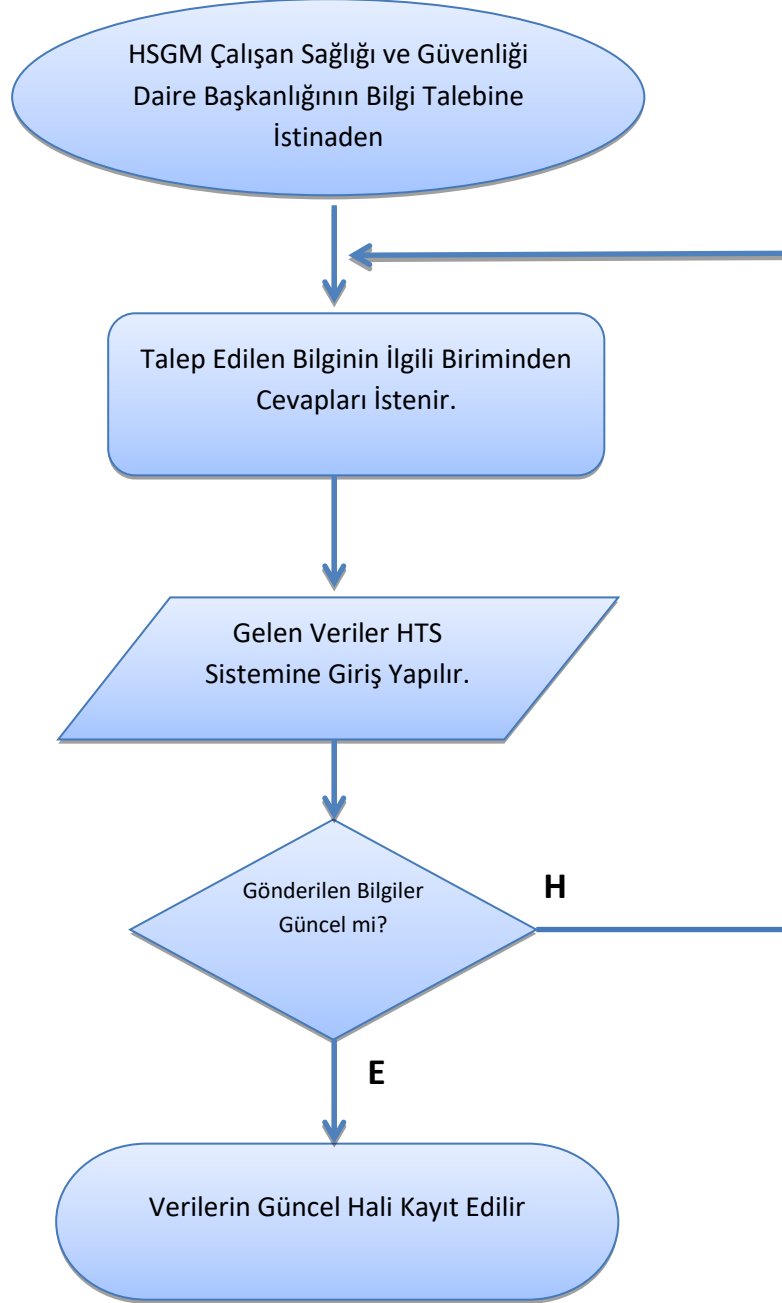 HSGM Çalışan Sağlığı ve Güvenliği
Daire Başkanlığının Bilgi Talebine
İstinaden
Talep Edilen Bilginin İlgili Biriminden
Cevapları İstenir.
Gelen Veriler HTS
Sistemine Giriş Yapılır.
Gönderilen Bilgiler
Güncel mi?
H
E
Verilerin Güncel Hali Kayıt Edilir